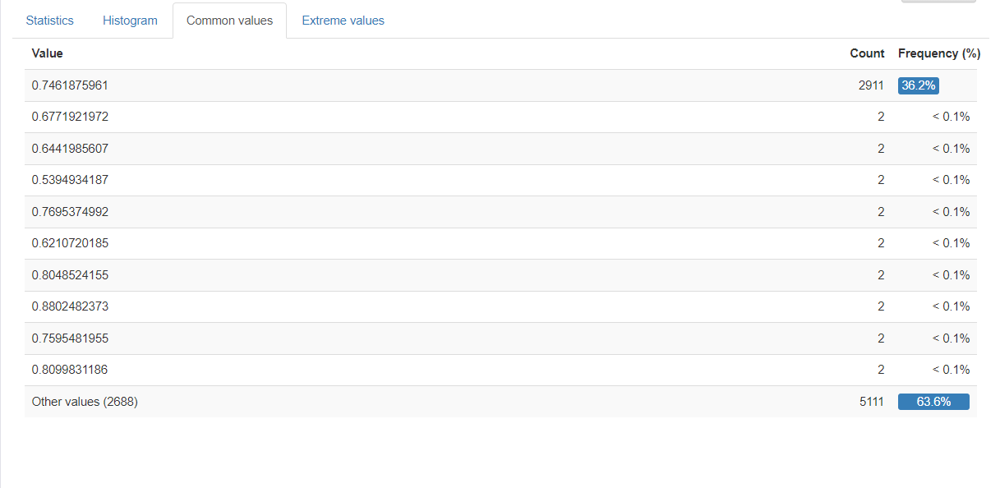 Statistics Histogram Common values Extreme values
Value Count Frequency (%)
0.7461875961 2911 36.2%
0.6771921972 2 < 0.1%
0.6441985607 2 < 0.1%
0.5394934187 2 < 0.1%
0.7695374992 2 < 0.1%
0.6210720185 2 < 0.1%
0.8048524155 2 < 0.1%
0.8802482373 2 < 0.1%
0.7595481955 2 < 0.1%
0.8099831186 2 < 0.1%
Other values (2688) 5111 63.6%